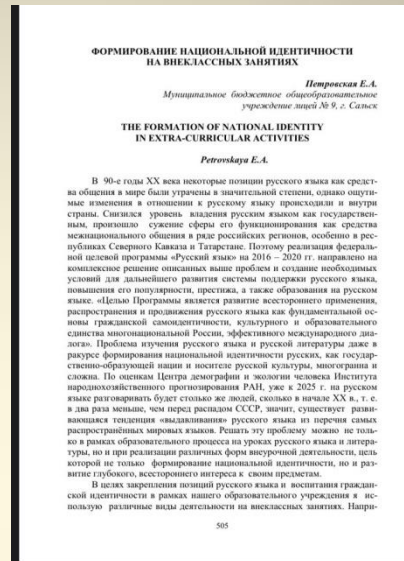 ФОРМИРОВАНИЕ НАЦИОНАЛЬНОЙ ИДЕНТИЧНОСТИ
НА ВНЕКЛАССНЫХ ЗАНЯТИЯХ
Петровская Е.А.
Муниципальное бюджетное общеобразовательное
учреждение лицей № 9, г. Сальск
THE FORMATION OF NATIONAL IDENTITY
IN EXTRA-CURRICULAR ACTIVITIES
Petrovskaya E.A.
В 90-е годы XX века некоторые позиции русского языка как средст-
ва общения в мире были утрачены в значительной степени, однако ощути-
мые изменения в отношении к русскому языку происходили и внутри
страны. Снизился уровень владения русским языком как государствен-
ным, произошло сужение сферы его функционирования как средства
межнационального общения в ряде российских регионов, особенно в рес-
публиках Северного Кавказа и Татарстане. Поэтому реализация федераль-
ной целевой программы «Русский язык» на 2016 – 2020 гг. направлено на
комплексное решение описанных выше проблем и создание необходимых
условий для дальнейшего развития системы поддержки русского языка,
повышения его популярности, престижа, а также образования на русском
языке. «Целью Программы является развитие всестороннего применения,
распространения и продвижения русского языка как фундаментальной ос-
новы гражданской самоидентичности, культурного и образовательного
единства многонациональной России, эффективного международного диа-
лога». Проблема изучения русского языка и русской литературы даже в
ракурсе формирования национальной идентичности русских, как государ-
ственно-образующей нации и носителе русской культуры, многогранна и
сложна. По оценкам Центра демографии и экологии человека Института
народнохозяйственного прогнозирования РАН, уже к 2025 г. на русском
языке разговаривать будет столько же людей, сколько в начале XX в., т. е.
в два раза меньше, чем перед распадом СССР, значит, существует разви-
вающаяся тенденция «выдавливания» русского языка из перечня самых
распространённых мировых языков. Решать эту проблему можно не толь-
ко в рамках образовательного процесса на уроках русского языка и литера-
туры, но и при реализации различных форм внеурочной деятельности, цель
которой не только формирование национальной идентичности, но и раз-
витие глубокого, всестороннего интереса к своим предметам.
В целях закрепления позиций русского языка и воспитания граждан-
ской идентичности в рамках нашего образовательного учреждения я ис-
пользую различные виды деятельности на внеклассных занятиях. Напри-
505